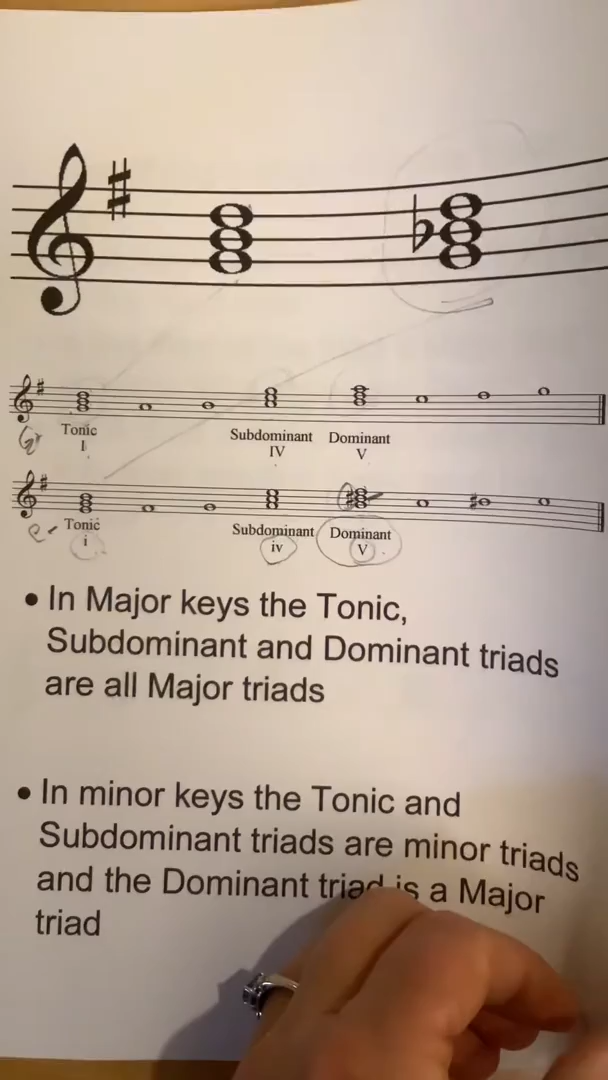 Tonic
I
Subdominant
IV
Dominant
V
Tonic
i
Subdominant
iv
Dominant
V
• In Major keys the Tonic,
Subdominant and Dominant triads
are all Major triads
• In minor keys the Tonic and
Subdominant triads are minor triads
and the Dominant triad is a Major
triad